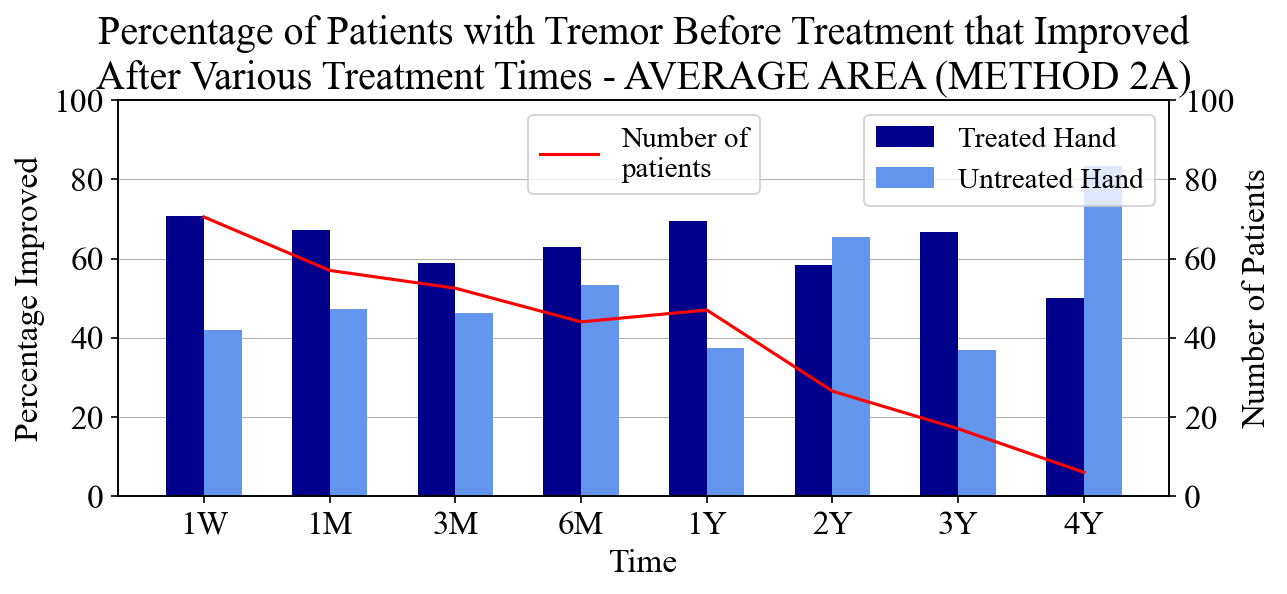 Percentage of Patients with Tremor Before Treatment that Improved
After Various Treatment Times - AVERAGE AREA (METHOD 2A)
Percentage Improved
100
80
60
40
20
0
Number of
patients
Treated Hand
Untreated Hand
100
80
60
40
20
0
Number of Patients
1W 1M 3M 6M 1Y 2Y 3Y 4Y
Time